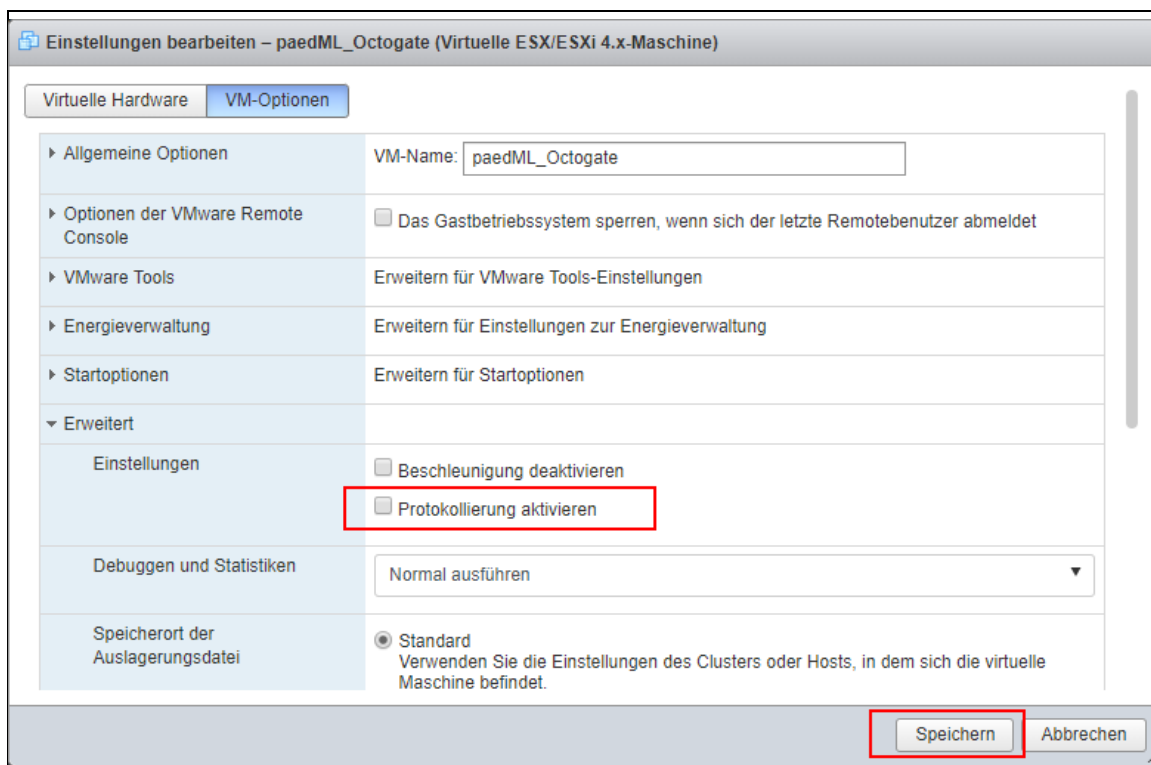 Einstellungen bearbeiten – paedML_Octogate (Virtuelle ESX/ESXi 4.x-Maschine)
Virtuelle Hardware VM-Optionen
Allgemeine Optionen VM-Name: paedML_Octogate
Optionen der VMware Remote
Console
Das Gastbetriebssystem sperren, wenn sich der letzte Remotebenutzer abmeldet
VMware Tools Erweitern für VMware Tools-Einstellungen
Energieverwaltung Erweitern für Einstellungen zur Energieverwaltung
Startoptionen Erweitern für Startoptionen
Erweitert
Einstellungen Beschleunigung deaktivieren
Protokollierung aktivieren
Debuggen und Statistiken Normal ausführen
Speicherort der
Auslagerungsdatei
Standard
Verwenden Sie die Einstellungen des Clusters oder Hosts, in dem sich die virtuelle
Maschine befindet.
Speichern Abbrechen